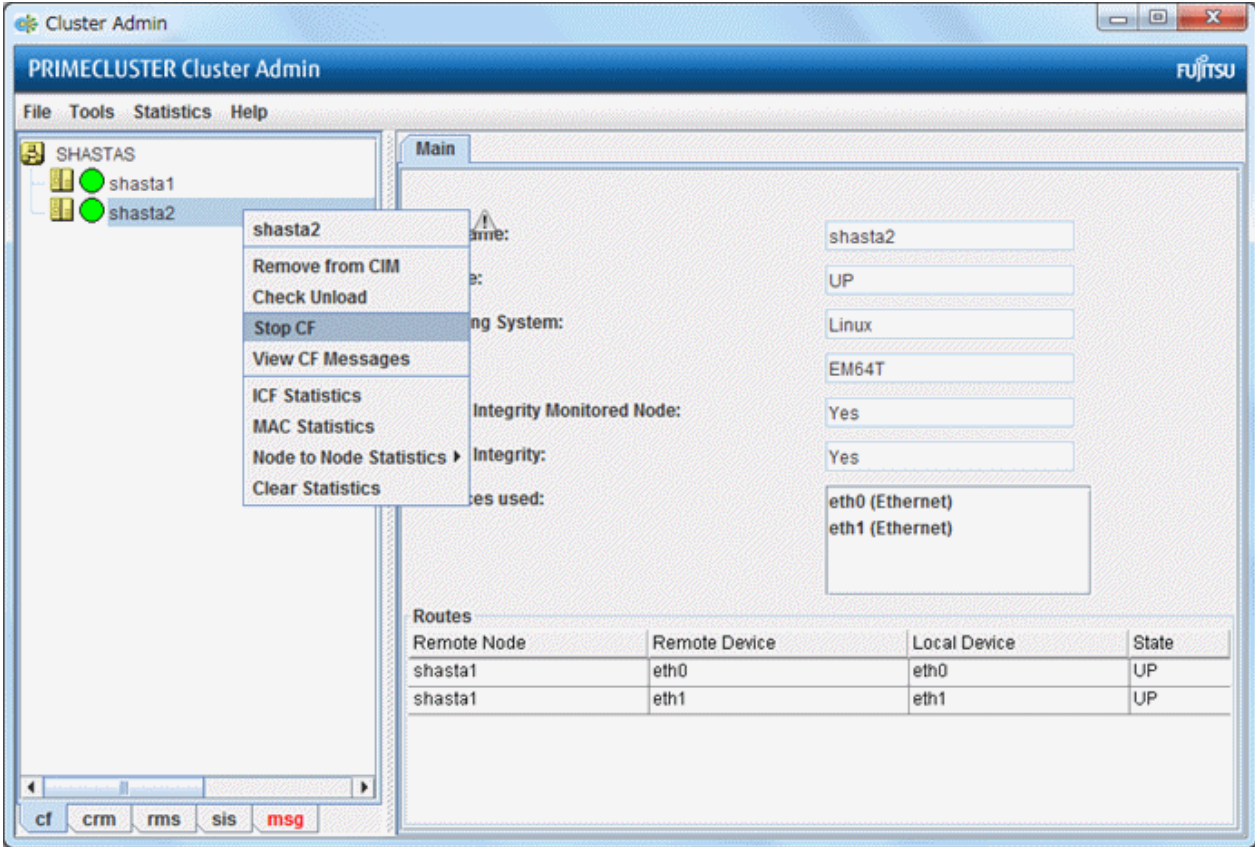 Cluster Admin
PRIMECLUSTER Cluster Admin
FUJITSU
File Tools Statistics Help
SHASTAS
shasta1
shasta2
shasta2
Remove from CIM
Check Unload
Stop CF
View CF Messages
ICF Statistics
MAC Statistics
Node to Node Statistics
Clear Statistics
cf crm rms sis msg
Main
ame: shasta2
e: UP
ng System: Linux
EM64T
Integrity Monitored Node: Yes
Integrity: Yes
ces used: eth0 (Ethernet)
eth1 (Ethernet)
Routes
Remote Node Remote Device Local Device State
shasta1 eth0 eth0 UP
shasta1 eth1 eth1 UP